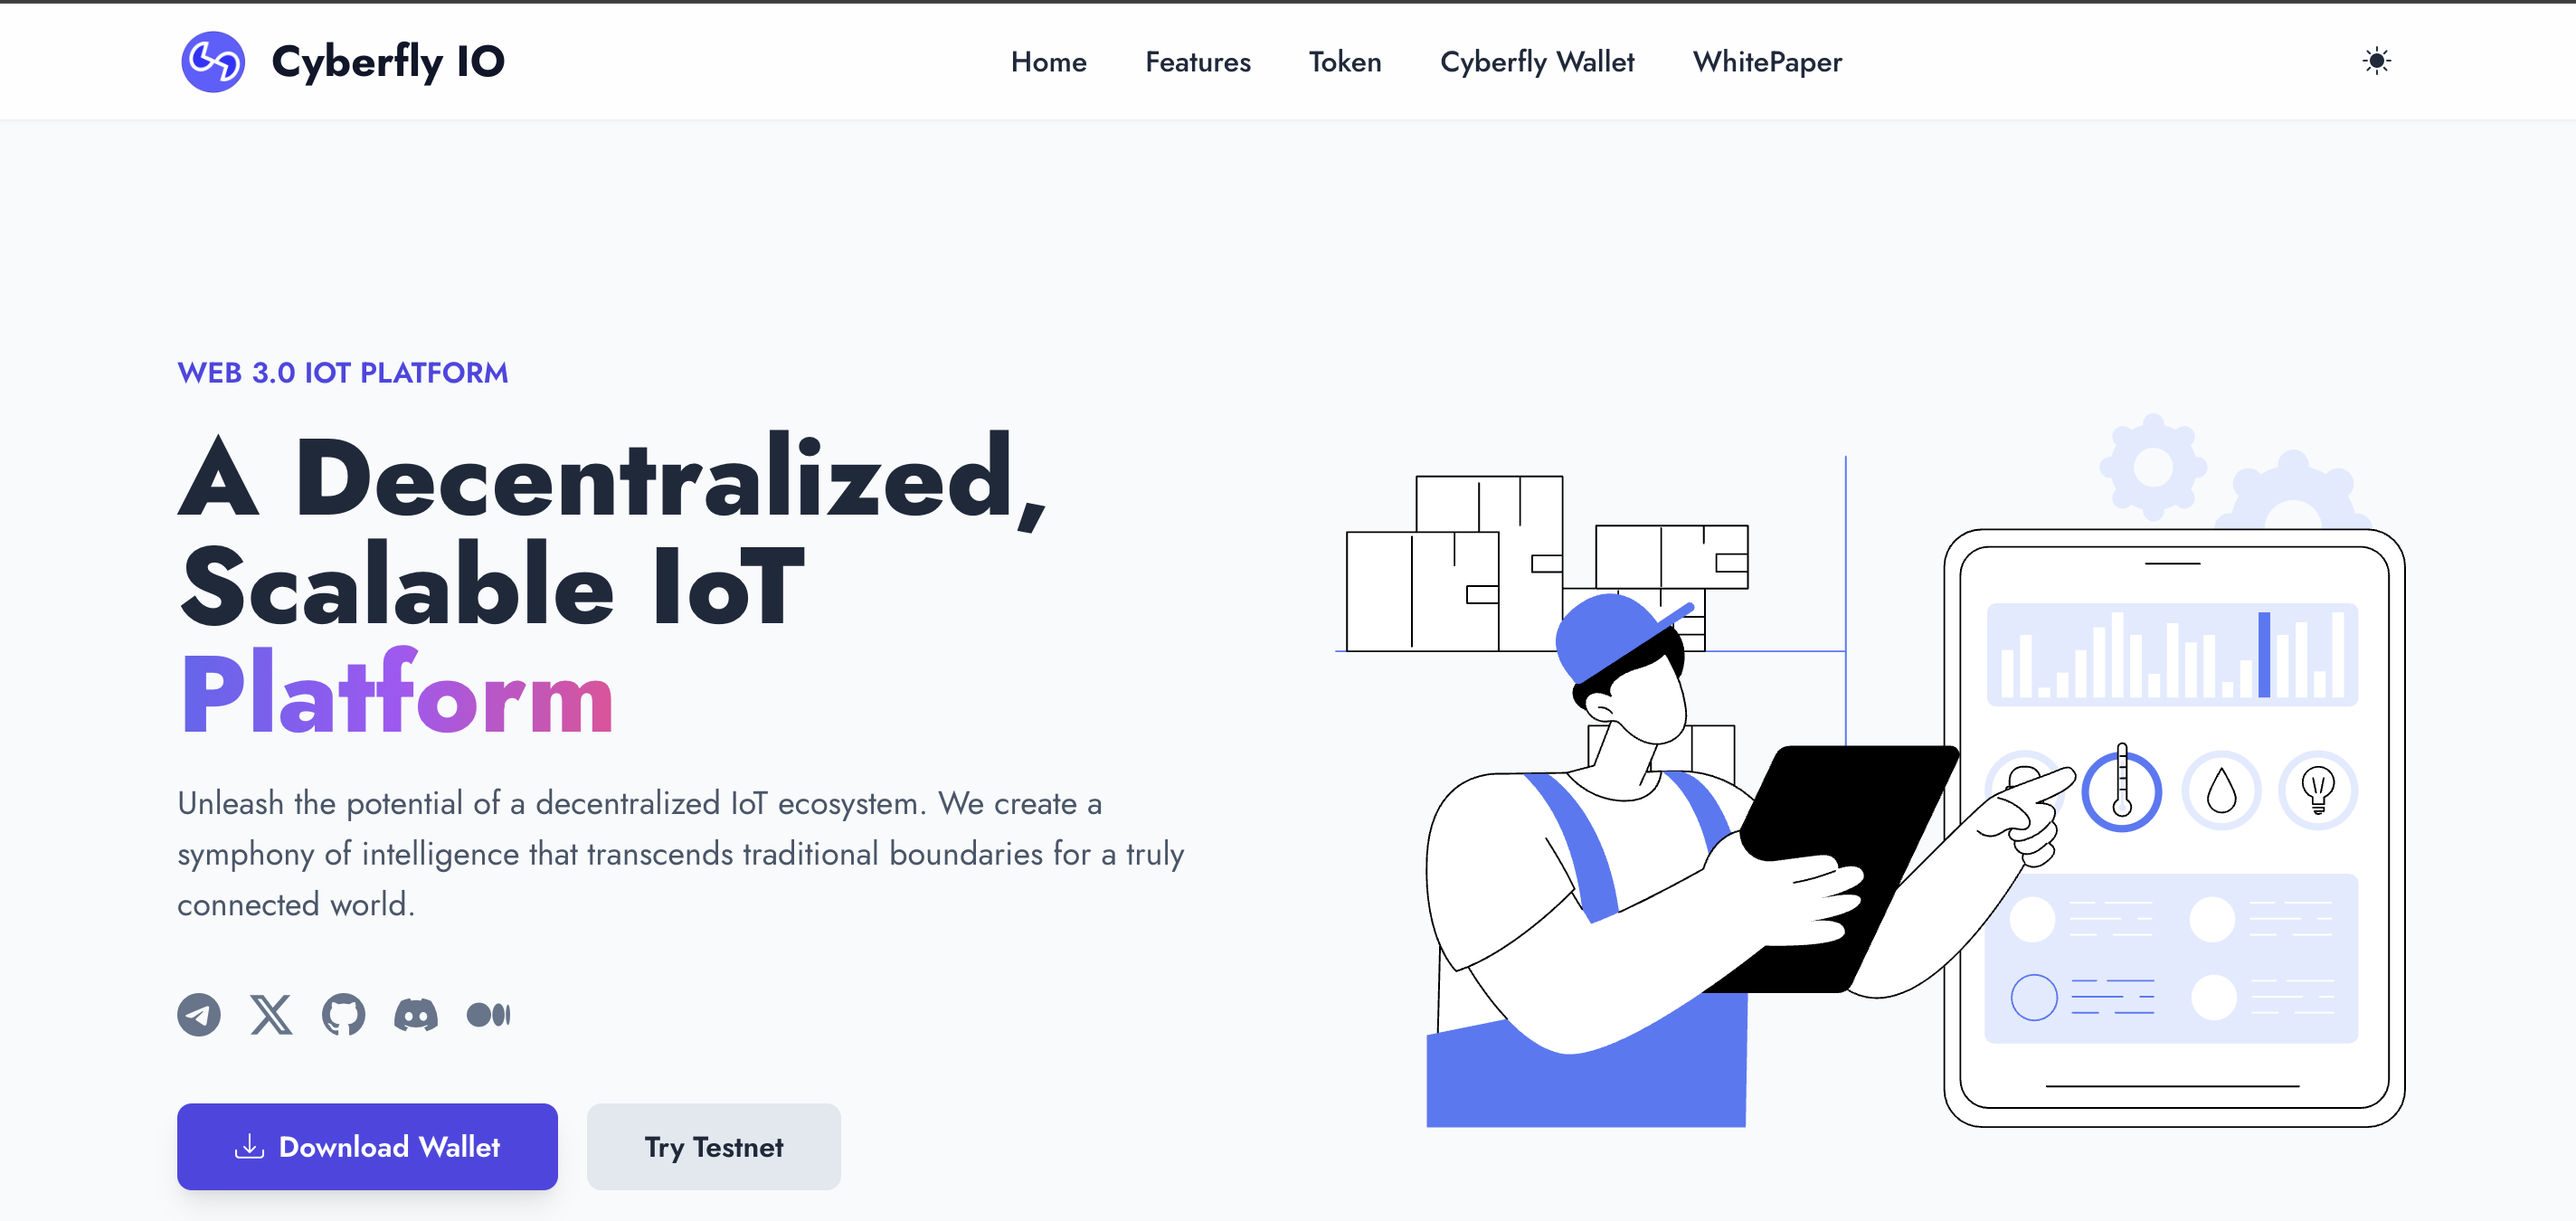 Cyberfly IO
Home Features Token Cyberfly Wallet WhitePaper
WEB 3.0 IOT PLATFORM
A Decentralized,
Scalable IoT
Platform
Unleash the potential of a decentralized IoT ecosystem. We create a
symphony of intelligence that transcends traditional boundaries for a truly
connected world.
Download Wallet Try Testnet